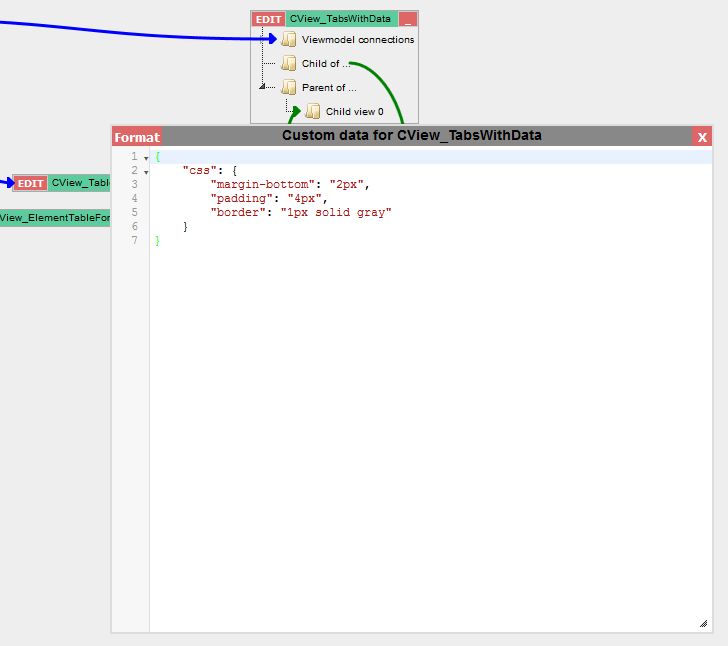 EDIT CView_TabsWithData _
Viewmodel connections
Child of ...
Parent of ...
Child view 0
Format Custom data for CView_TabsWithData X
EDIT CView_Table
View_ElementTableFor
1 {
2 "css": {
3 "margin-bottom": "2px",
4 "padding": "4px",
5 "border": "1px solid gray"
6 }
7 }